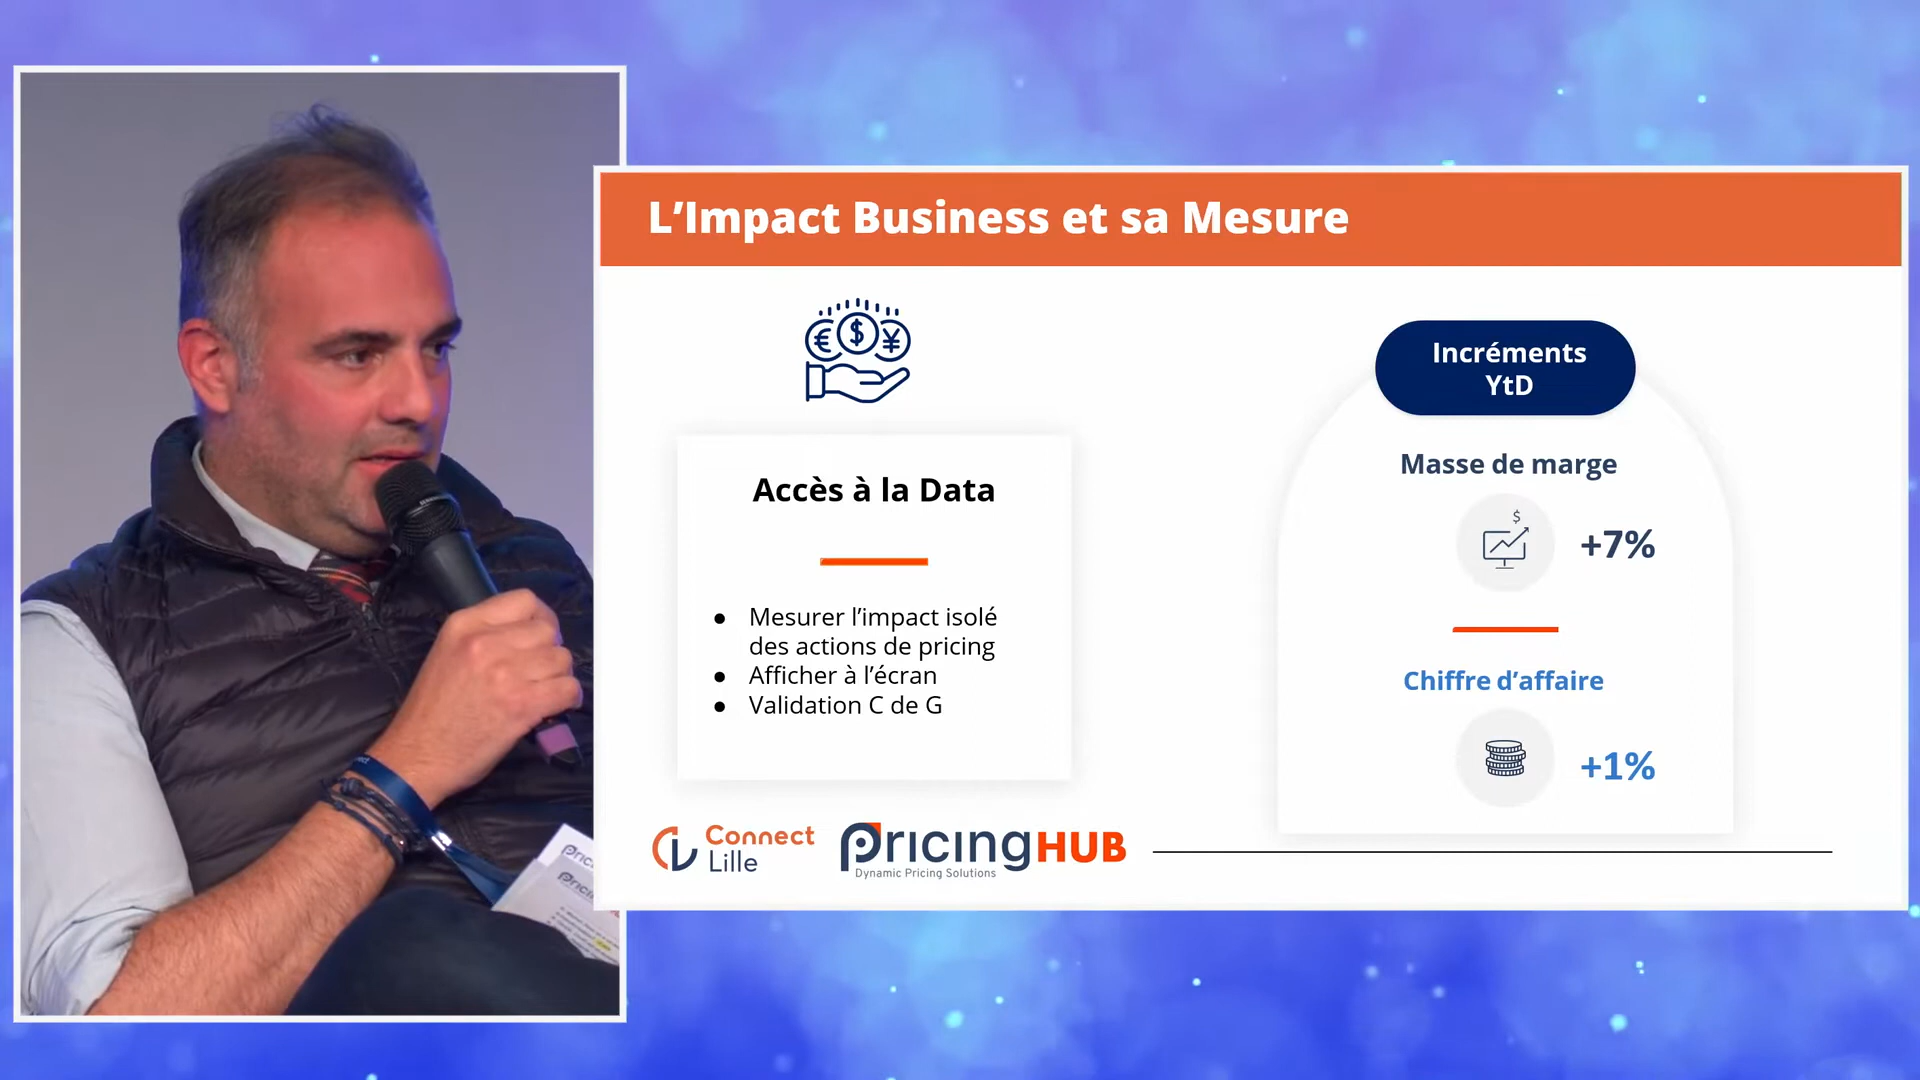 L’Impact Business et sa Mesure
€ $ ¥
Accès à la Data
● Mesurer l’impact isolé
des actions de pricing
● Afficher à l’écran
● Validation C de G
Incréments
YtD
Masse de marge
$
+7%
Chiffre d’affaire
+1%
Connect
Lille
PricingHUB
Dynamic Pricing Solutions